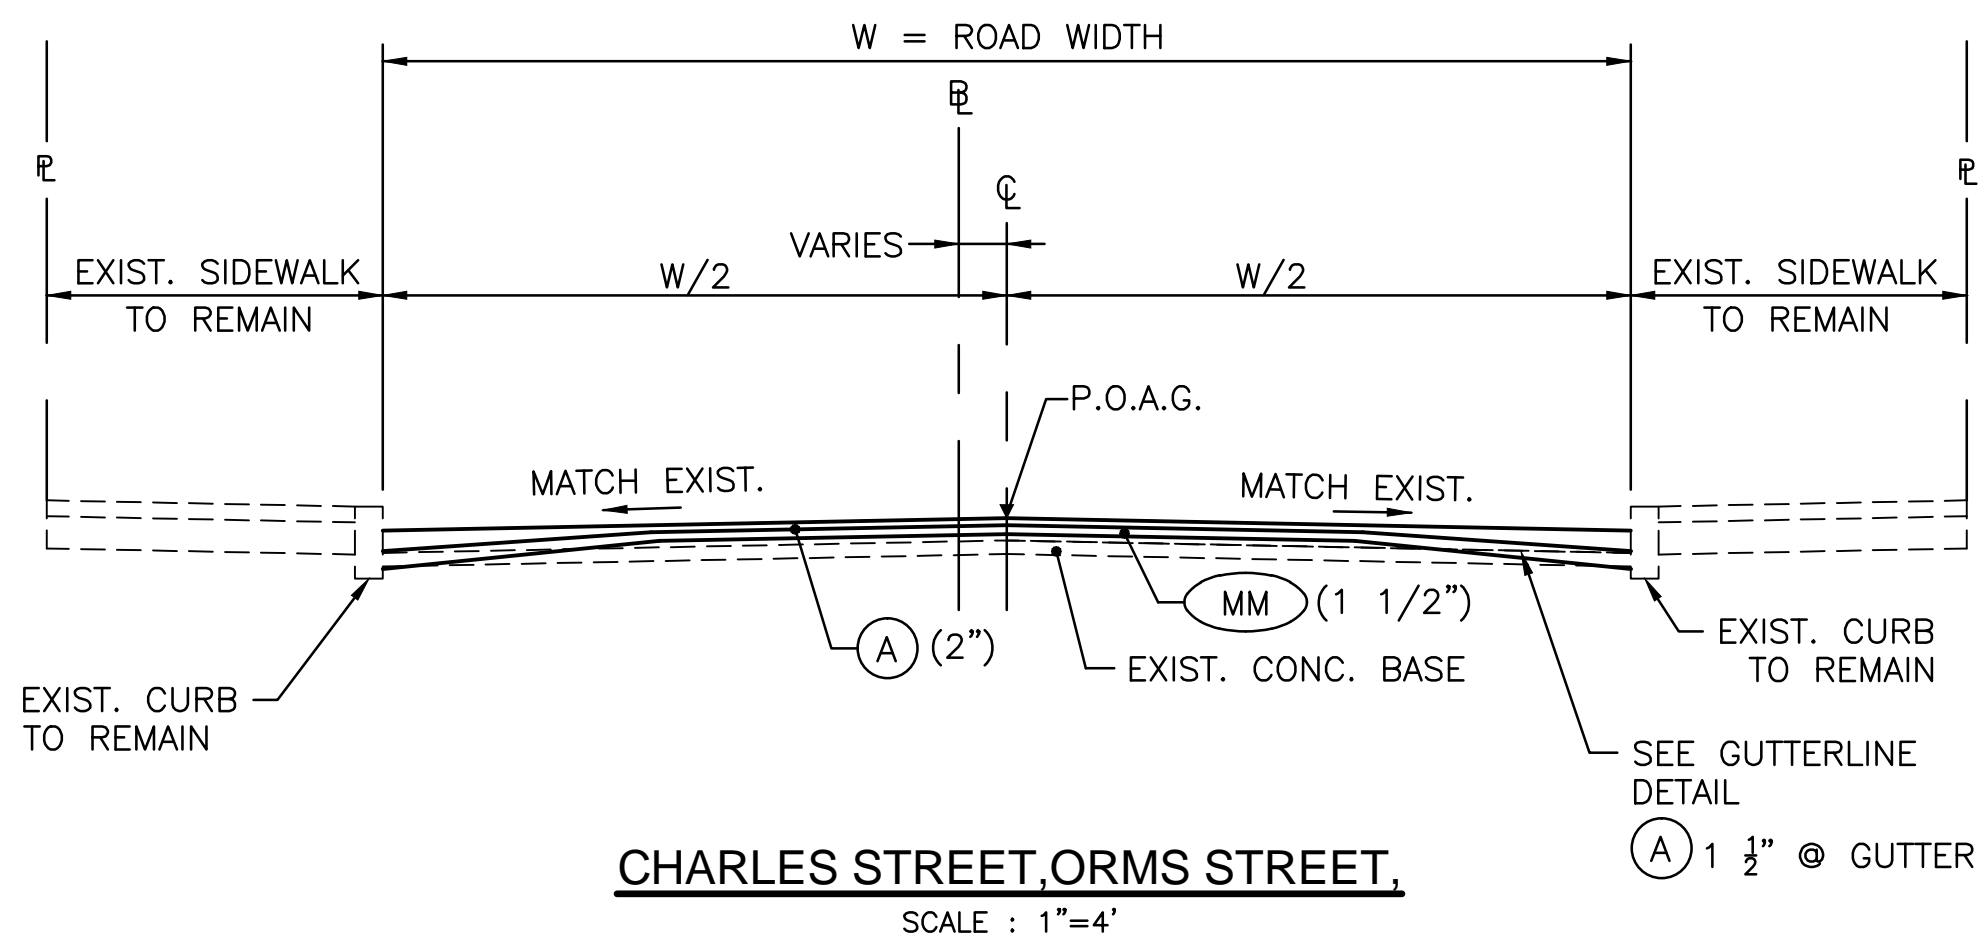 W = ROAD WIDTH
BL
PL
CL
PL
VARIES
EXIST. SIDEWALK
TO REMAIN
W/2
W/2
EXIST. SIDEWALK
TO REMAIN
P.O.A.G.
MATCH EXIST.
MATCH EXIST.
MM (1 1/2")
A (2")
EXIST. CONC. BASE
EXIST. CURB
TO REMAIN
EXIST. CURB
TO REMAIN
SEE GUTTERLINE
DETAIL
A 1 1/2" @ GUTTER
CHARLES STREET,ORMS STREET,
SCALE : 1"=4'